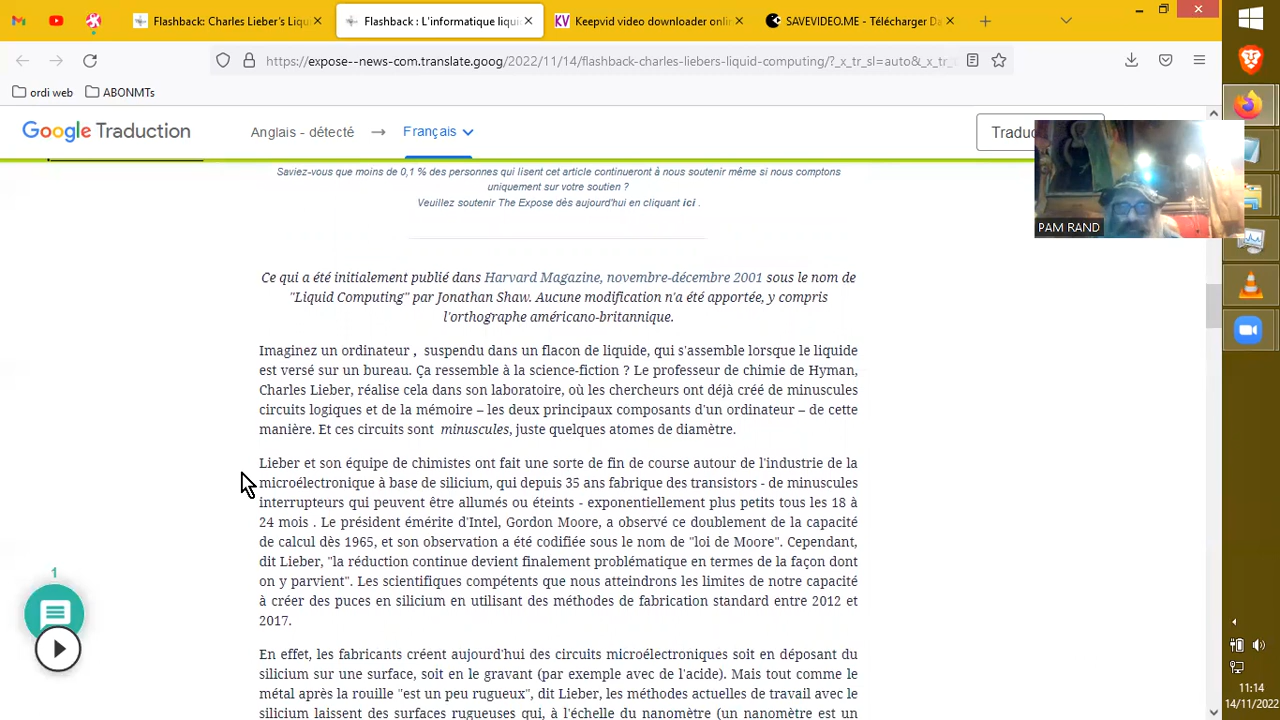 Flashback: Charles Lieber's Liqu
Flashback : L'informatique liqui
Keepvid video downloader onli
SAVEVIDEO.ME - Télécharger Da
https://expose--news-com.translate.goog/2022/11/14/flashback-charles-liebers-liquid-computing/?_x_tr_sl=auto&_x_tr_
ordi web
ABONMTs
Google Traduction
Anglais - détecté
Français
Traduc
PAM RAND
Saviez-vous que moins de 0,1 % des personnes qui lisent cet article continueront à nous soutenir même si nous comptons
uniquement sur votre soutien ?
Veuillez soutenir The Expose dès aujourd'hui en cliquant ici .
Ce qui a été initialement publié dans Harvard Magazine, novembre-décembre 2001 sous le nom de
"Liquid Computing" par Jonathan Shaw. Aucune modification n'a été apportée, y compris
l'orthographe américano-britannique.
Imaginez un ordinateur , suspendu dans un flacon de liquide, qui s'assemble lorsque le liquide
est versé sur un bureau. Ça ressemble à la science-fiction ? Le professeur de chimie de Hyman,
Charles Lieber, réalise cela dans son laboratoire, où les chercheurs ont déjà créé de minuscules
circuits logiques et de la mémoire – les deux principaux composants d'un ordinateur – de cette
manière. Et ces circuits sont minuscules, juste quelques atomes de diamètre.
Lieber et son équipe de chimistes ont fait une sorte de fin de course autour de l'industrie de la
microélectronique à base de silicium, qui depuis 35 ans fabrique des transistors - de minuscules
interrupteurs qui peuvent être allumés ou éteints - exponentiellement plus petits tous les 18 à
24 mois . Le président émérite d'Intel, Gordon Moore, a observé ce doublement de la capacité
de calcul dès 1965, et son observation a été codifiée sous le nom de "loi de Moore". Cependant,
dit Lieber, "la réduction continue devient finalement problématique en termes de la façon dont
on y parvient". Les scientifiques compétents que nous atteindrons les limites de notre capacité
à créer des puces en silicium en utilisant des méthodes de fabrication standard entre 2012 et
2017.
En effet, les fabricants créent aujourd'hui des circuits microélectroniques soit en déposant du
silicium sur une surface, soit en le gravant (par exemple avec de l'acide). Mais tout comme le
métal après la rouille "est un peu rugueux", dit Lieber, les méthodes actuelles de travail avec le
silicium laissent des surfaces rugueuses qui, à l'échelle du nanomètre (un nanomètre est un
1
11:14
14/11/2022